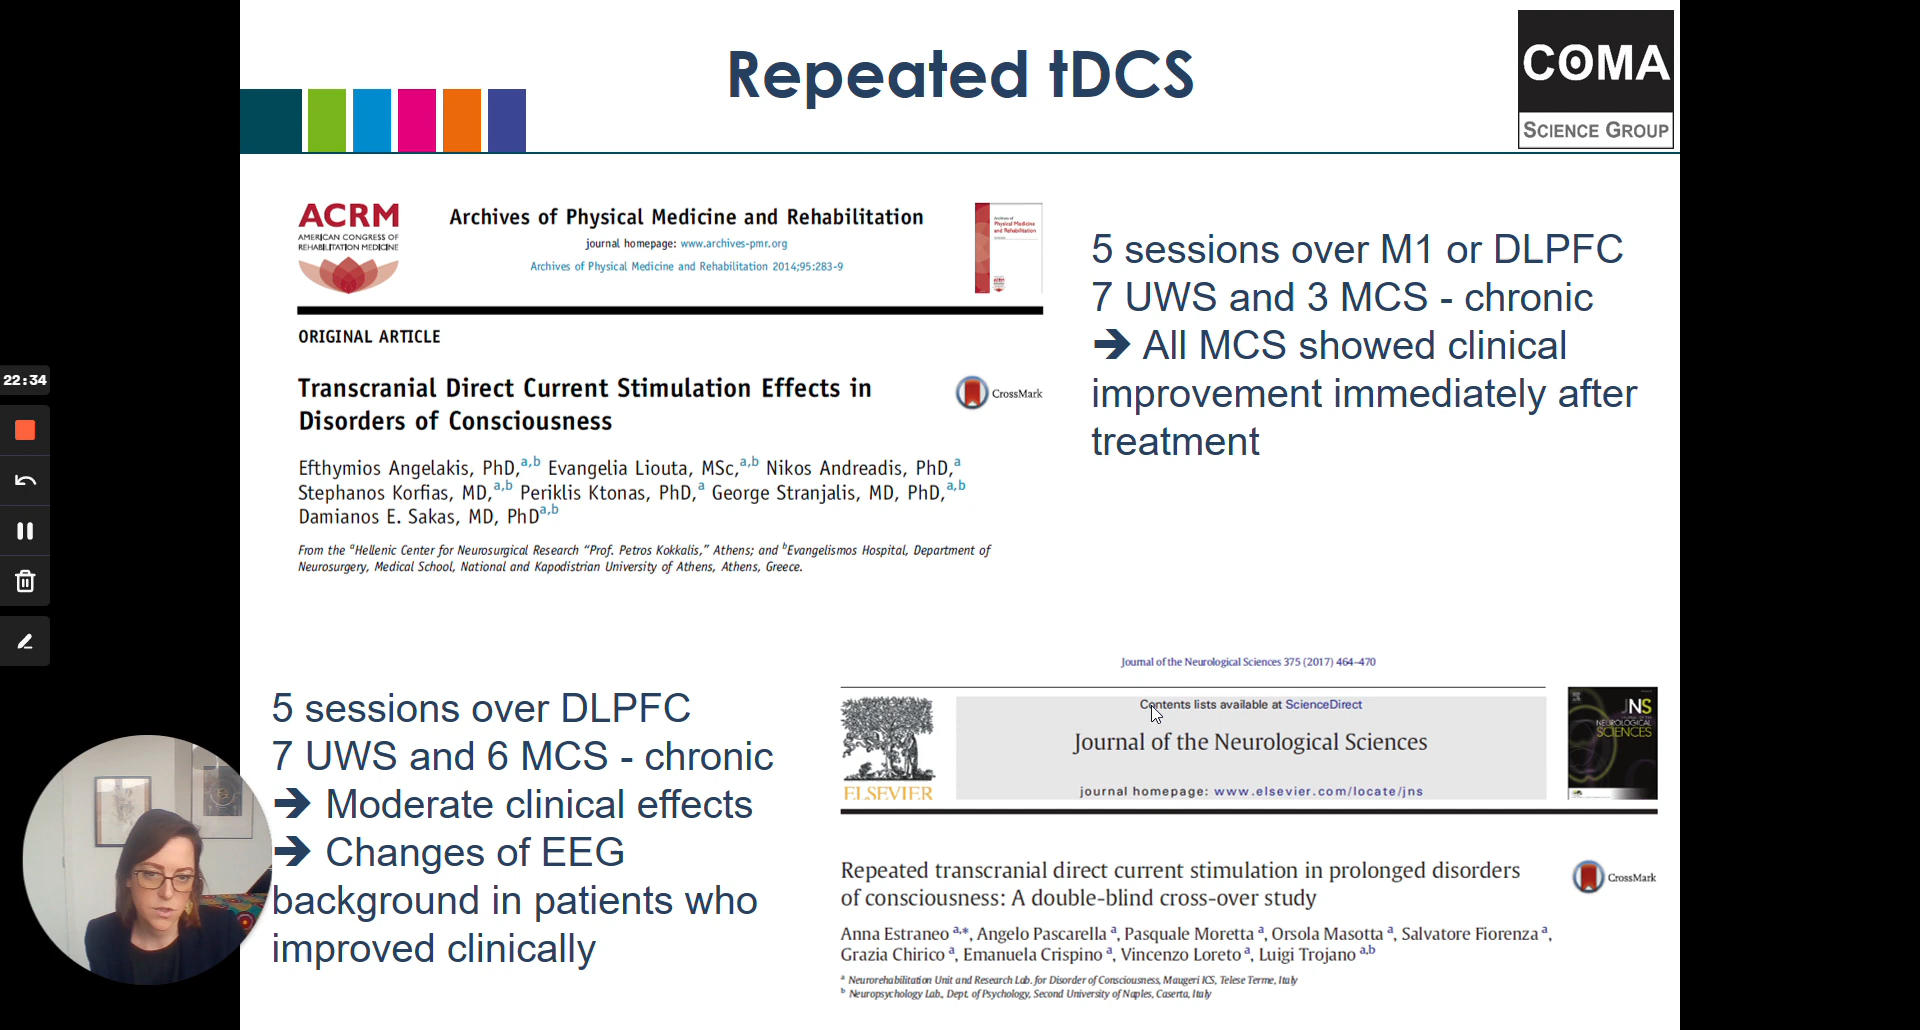 Repeated tDCS
COMA
SCIENCE GROUP
ACRM
AMERICAN CONGRESS OF
REHABILITATION MEDICINE
Archives of Physical Medicine and Rehabilitation
journal homepage: www.archives-pmr.org
Archives of Physical Medicine and Rehabilitation 2014;95:283-9
Archives of
Physical Medicine
and Rehabilitation
ORIGINAL ARTICLE
Transcranial Direct Current Stimulation Effects in
Disorders of Consciousness
CrossMark
Efthymios Angelakis, PhD,a,b Evangelia Liouta, MSc,a,b Nikos Andreadis, PhD,a
Stephanos Korfias, MD,a,b Periklis Ktonas, PhD,a George Stranjalis, MD, PhD,a,b
Damianos E. Sakas, MD, PhDa,b
From the aHellenic Center for Neurosurgical Research “Prof. Petros Kokkalis,” Athens; and bEvangelismos Hospital, Department of
Neurosurgery, Medical School, National and Kapodistrian University of Athens, Athens, Greece.
5 sessions over M1 or DLPFC
7 UWS and 3 MCS - chronic
➔ All MCS showed clinical
improvement immediately after
treatment
22:34
5 sessions over DLPFC
7 UWS and 6 MCS - chronic
➔ Moderate clinical effects
➔ Changes of EEG
background in patients who
improved clinically
Journal of the Neurological Sciences 375 (2017) 464–470
Contents lists available at ScienceDirect
Journal of the Neurological Sciences
journal homepage: www.elsevier.com/locate/jns
ELSEVIER
JNS
JOURNAL OF THE
NEUROLOGICAL
SCIENCES
Repeated transcranial direct current stimulation in prolonged disorders
of consciousness: A double-blind cross-over study
CrossMark
Anna Estraneo a,*, Angelo Pascarella a, Pasquale Moretta a, Orsola Masotta a, Salvatore Fiorenza a,
Grazia Chirico a, Emanuela Crispino a, Vincenzo Loreto a, Luigi Trojano a,b
a Neurorehabilitation Unit and Research Lab. for Disorder of Consciousness, Maugeri ICS, Telese Terme, Italy
b Neuropsychology Lab., Dept. of Psychology, Second University of Naples, Caserta, Italy